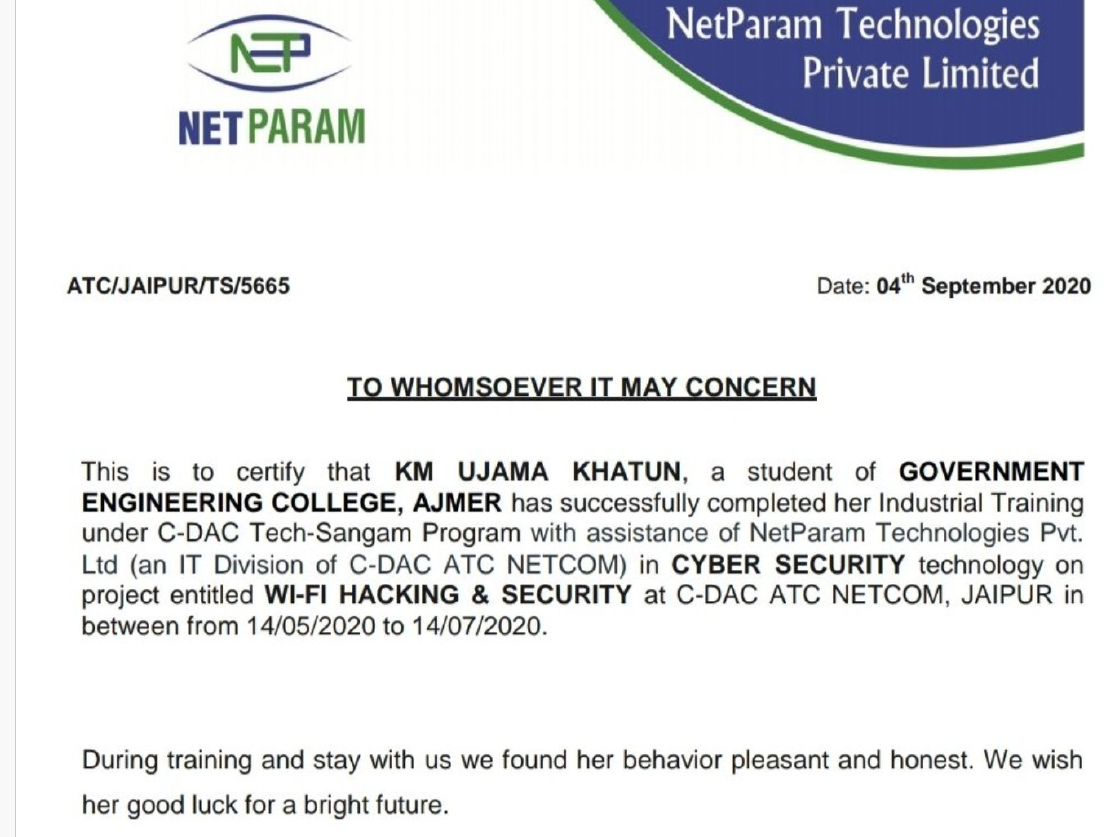 NEP
NETPARAM
NetParam Technologies
Private Limited
ATC/JAIPUR/TS/5665
Date: 04th September 2020
TO WHOMSOEVER IT MAY CONCERN
This is to certify that KM UJAMA KHATUN, a student of GOVERNMENT
ENGINEERING COLLEGE, AJMER has successfully completed her Industrial Training
under C-DAC Tech-Sangam Program with assistance of NetParam Technologies Pvt.
Ltd (an IT Division of C-DAC ATC NETCOM) in CYBER SECURITY technology on
project entitled WI-FI HACKING & SECURITY at C-DAC ATC NETCOM, JAIPUR in
between from 14/05/2020 to 14/07/2020.
During training and stay with us we found her behavior pleasant and honest. We wish
her good luck for a bright future.